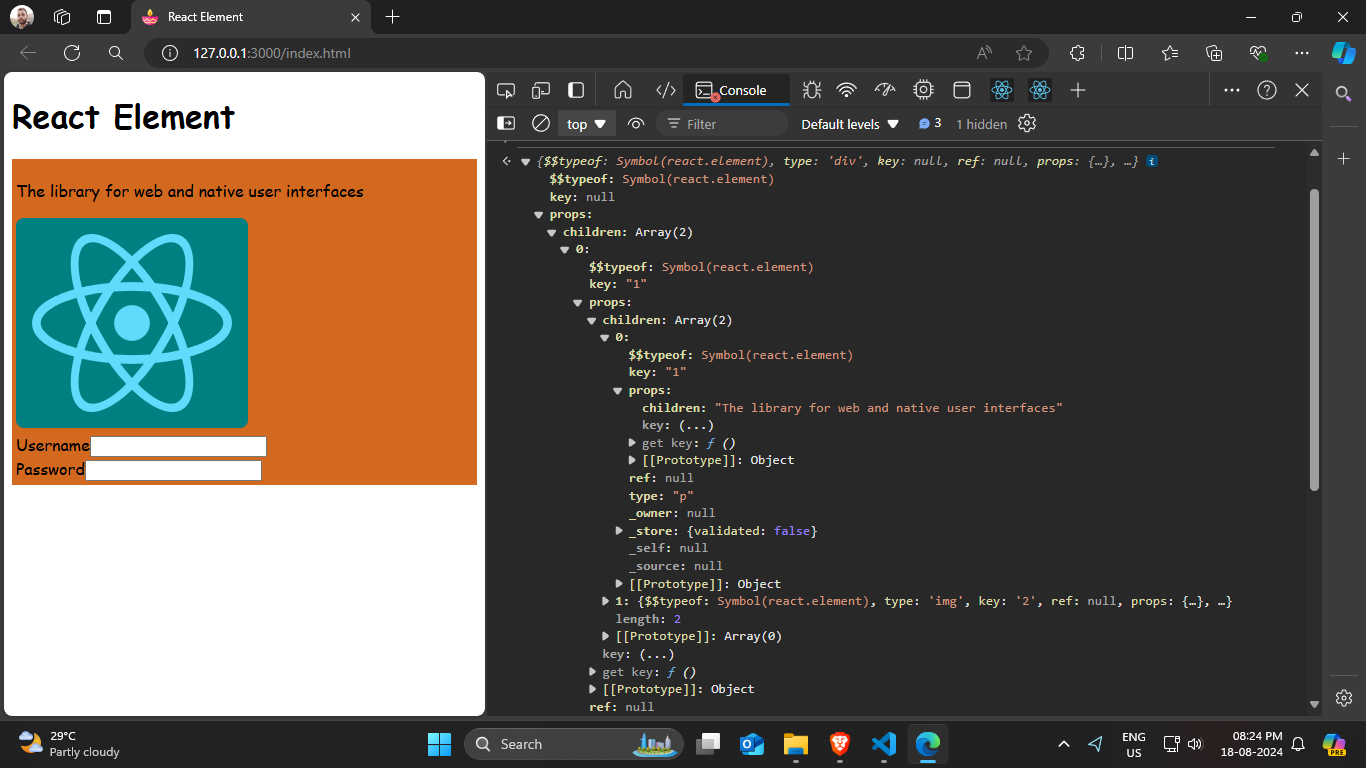 React Element
127.0.0.1:3000/index.html
React Element
The library for web and native user interfaces
Username
Password
Console
top
Filter
Default levels
3
1 hidden
{$$typeof: Symbol(react.element), type: 'div', key: null, ref: null, props: {…}, …}
$$typeof: Symbol(react.element)
key: null
props:
children: Array(2)
0:
$$typeof: Symbol(react.element)
key: "1"
props:
children: Array(2)
0:
$$typeof: Symbol(react.element)
key: "1"
props:
children: "The library for web and native user interfaces"
key: (...)
get key: ƒ ()
[[Prototype]]: Object
ref: null
type: "p"
_owner: null
_store: {validated: false}
_self: null
_source: null
[[Prototype]]: Object
1: {$$typeof: Symbol(react.element), type: 'img', key: '2', ref: null, props: {…}, …}
length: 2
[[Prototype]]: Array(0)
key: (...)
get key: ƒ ()
[[Prototype]]: Object
ref: null
29°C
Partly cloudy
Search
ENG
US
08:24 PM
18-08-2024
PRE